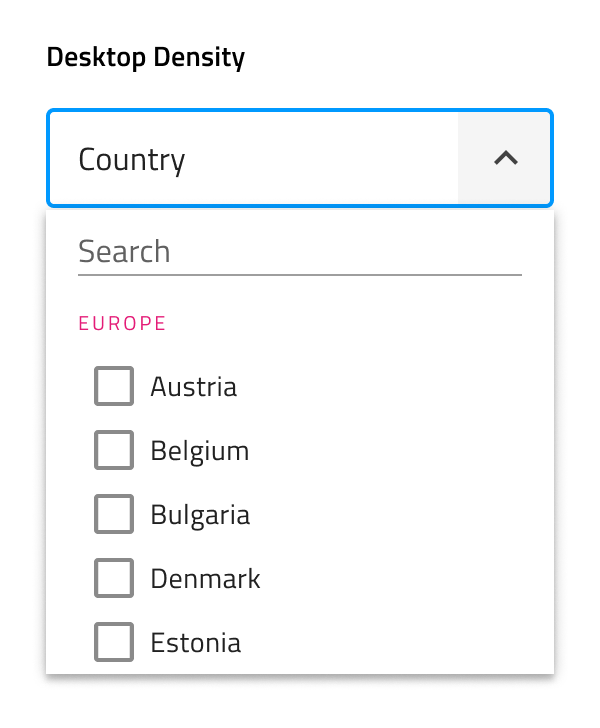 Desktop Density
Country
Search
EUROPE
Austria
Belgium
Bulgaria
Denmark
Estonia